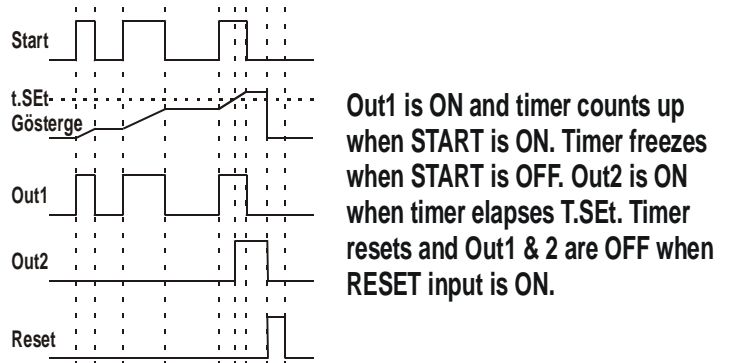 Start
t.SEt
Gösterge
Out1
Out2
Reset
Out1 is ON and timer counts up
when START is ON. Timer freezes
when START is OFF. Out2 is ON
when timer elapses T.SEt. Timer
resets and Out1 & 2 are OFF when
RESET input is ON.